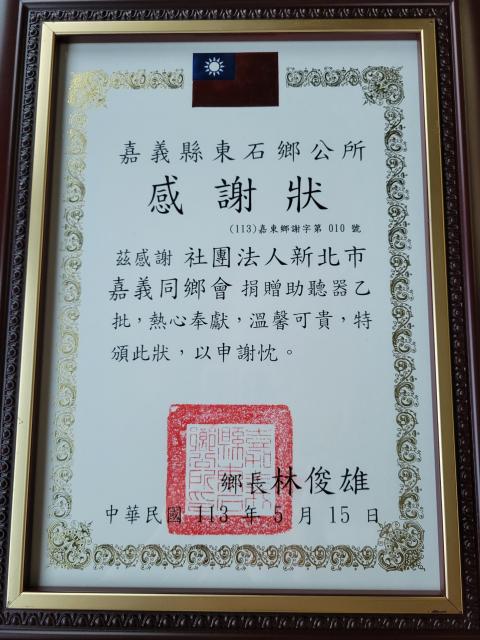 嘉義縣東石鄉公所
感謝狀
(113)嘉東鄉謝字第 010 號
茲感謝 社團法人新北市
嘉義同鄉會 捐贈助聽器乙
批，熱心奉獻，溫馨可貴，特
頒此狀，以申謝忱。
鄉長林俊雄
中華民國 113 年 5 月 15 日